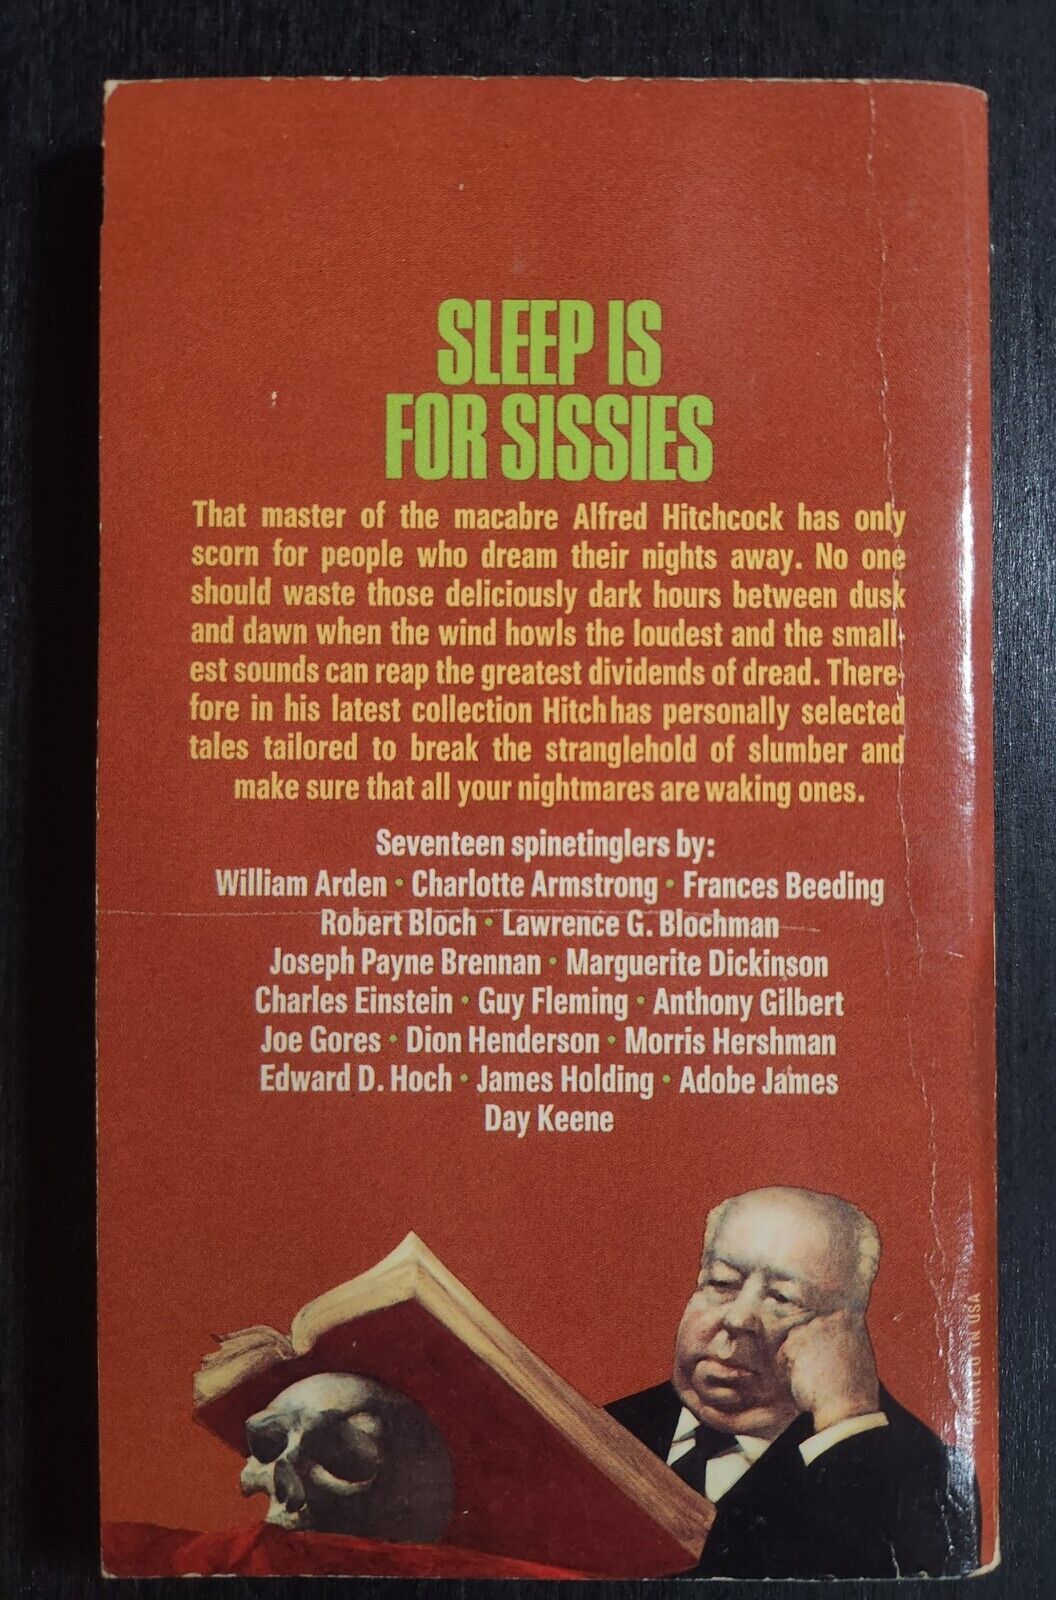 SLEEP IS
FOR SISSIES
That master of the macabre Alfred Hitchcock has only
scorn for people who dream their nights away. No one
should waste those deliciously dark hours between dusk
and dawn when the wind howls the loudest and the small-
est sounds can reap the greatest dividends of dread. There-
fore in his latest collection Hitch has personally selected
tales tailored to break the stranglehold of slumber and
make sure that all your nightmares are waking ones.
Seventeen spinetinglers by:
William Arden • Charlotte Armstrong • Frances Beeding
Robert Bloch • Lawrence G. Blochman
Joseph Payne Brennan • Marguerite Dickinson
Charles Einstein • Guy Fleming • Anthony Gilbert
Joe Gores • Dion Henderson • Morris Hershman
Edward D. Hoch • James Holding • Adobe James
Day Keene
PRINTED IN USA